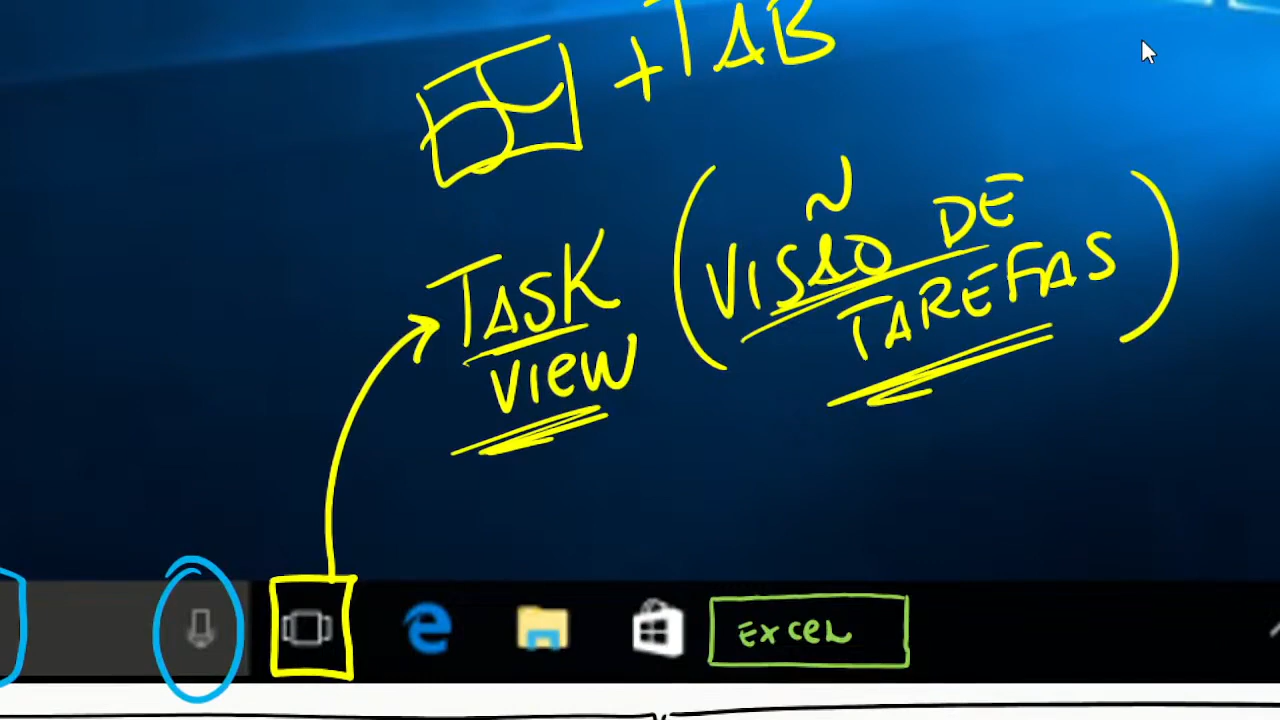 +TAB
TASK
VIEW
(VISÃO DE
TAREFAS)
EXCEL